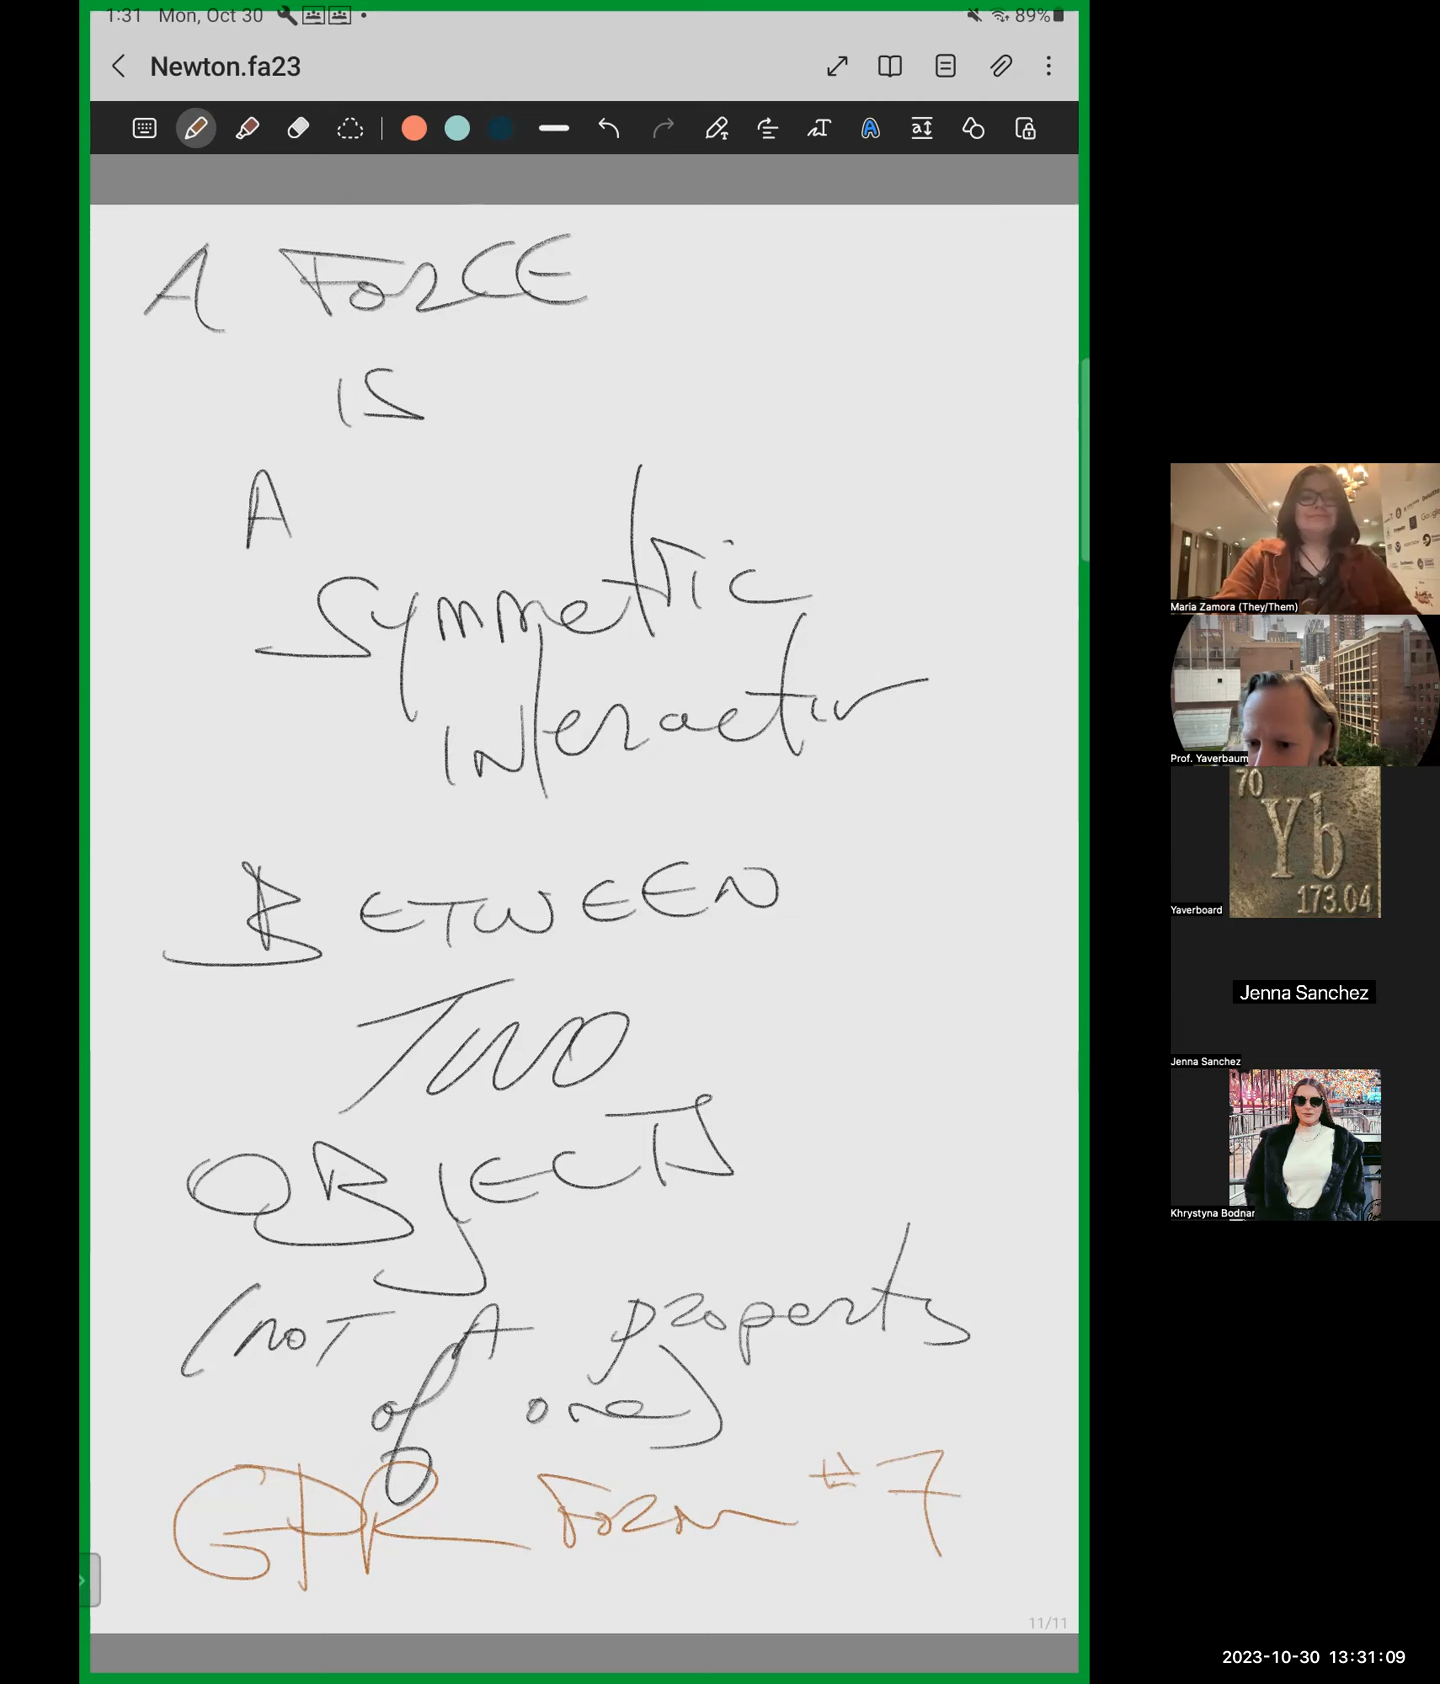 1:31 Mon, Oct 30
89%
Newton.fa23
A FORCE
IS
A
Symmetric
INteraction
BETWEEN
TWO
OBjECTS
(noT A property
of one)
GPR Form #7
11/11
Maria Zamora (They/Them)
Prof. Yaverbaum
70
Yb
173.04
Yaverboard
Jenna Sanchez
Jenna Sanchez
Khrystyna Bodnar
2023-10-30 13:31:09